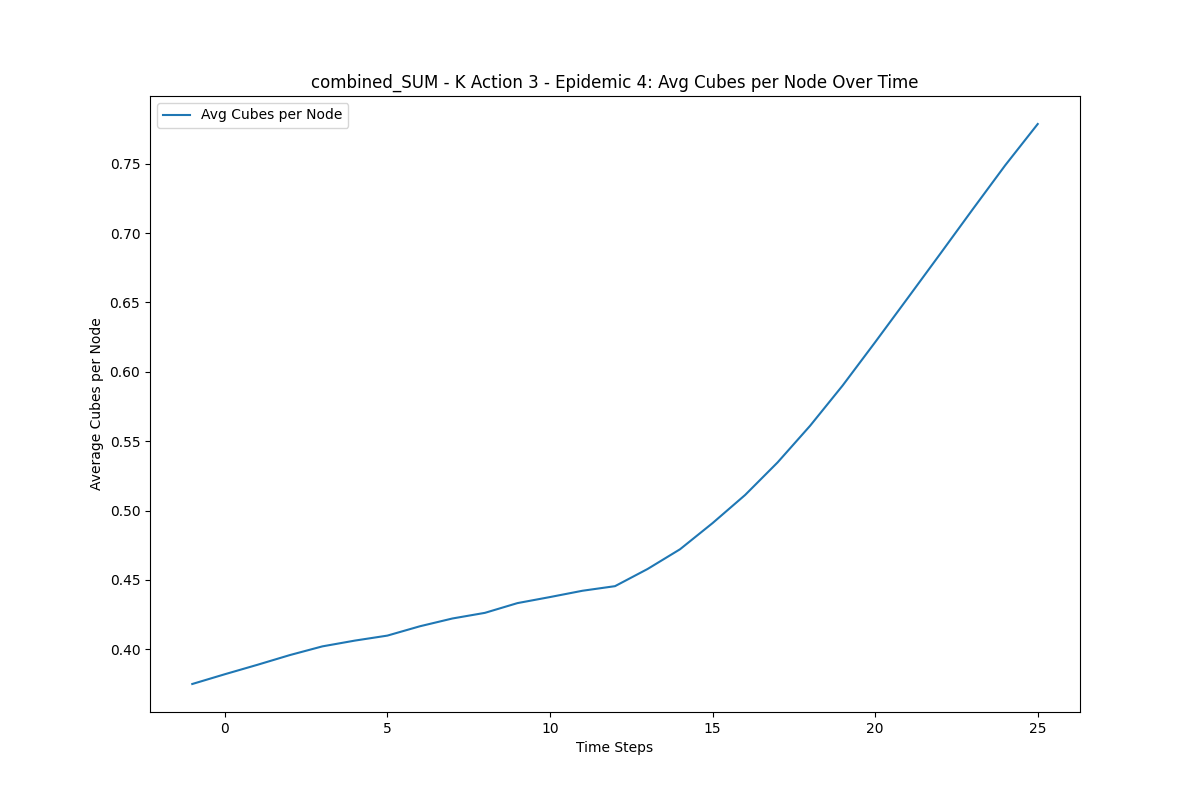 combined_SUM - K Action 3 - Epidemic 4: Avg Cubes per Node Over Time
Avg Cubes per Node
Average Cubes per Node
0.75
0.70
0.65
0.60
0.55
0.50
0.45
0.40
0 5 10 15 20 25
Time Steps